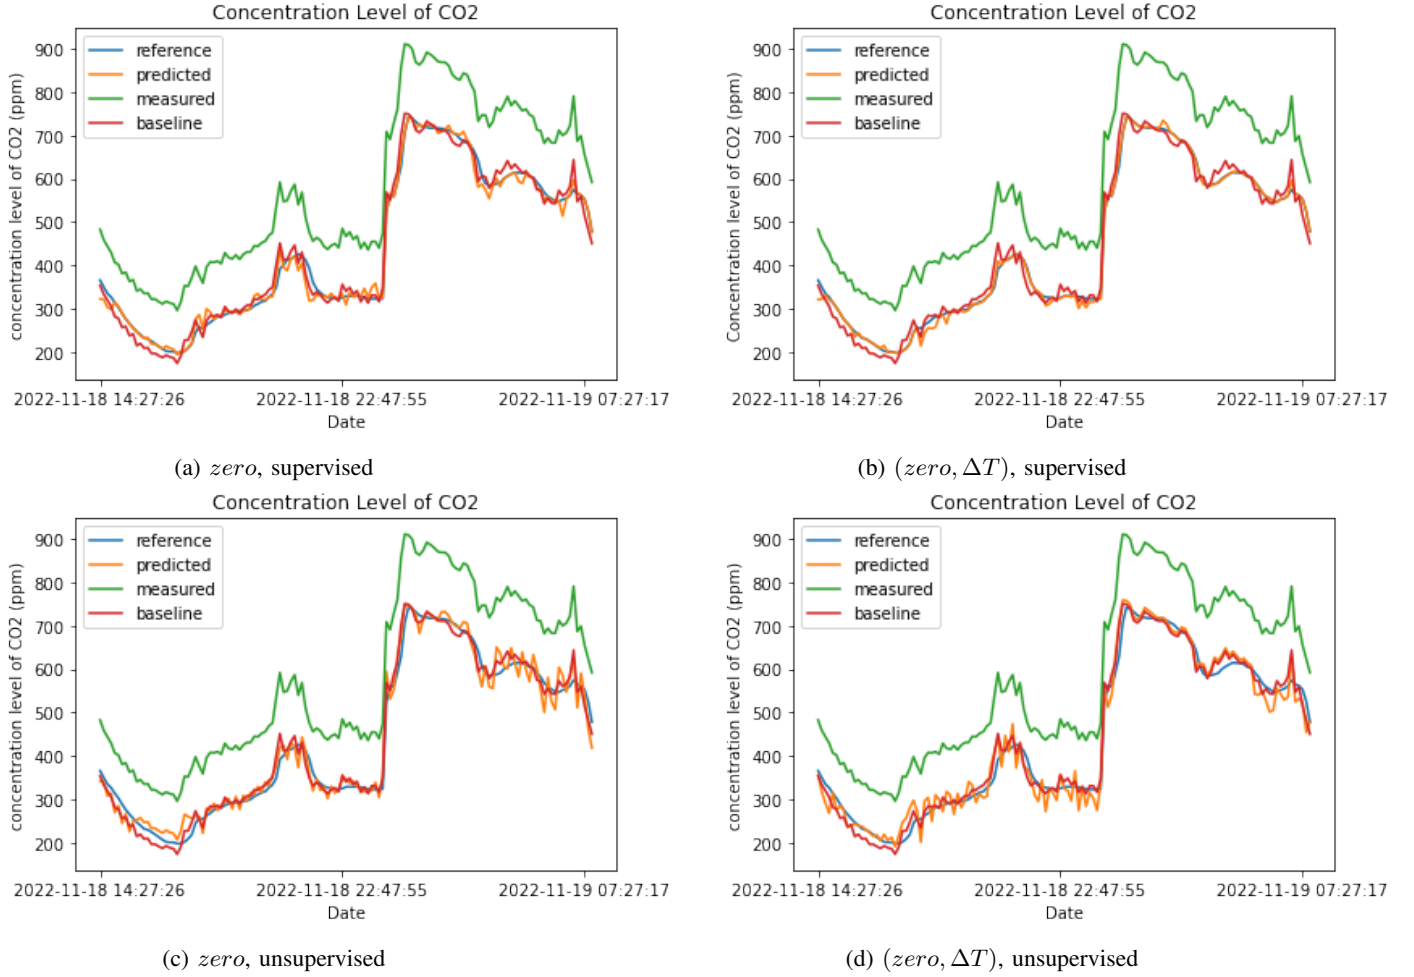 Concentration Level of CO2
concentration level of CO2 (ppm)
900
800
700
600
500
400
300
200
reference
predicted
measured
baseline
2022-11-18 14:27:26 2022-11-18 22:47:55 2022-11-19 07:27:17
Date
(a) zero, supervised
Concentration Level of CO2
Concentration level of CO2 (ppm)
900
800
700
600
500
400
300
200
reference
predicted
measured
baseline
2022-11-18 14:27:26 2022-11-18 22:47:55 2022-11-19 07:27:17
Date
(b) (zero, ΔT), supervised
Concentration Level of CO2
concentration level of CO2 (ppm)
900
800
700
600
500
400
300
200
reference
predicted
measured
baseline
2022-11-18 14:27:26 2022-11-18 22:47:55 2022-11-19 07:27:17
Date
(c) zero, unsupervised
Concentration Level of CO2
concentration level of CO2 (ppm)
900
800
700
600
500
400
300
200
reference
predicted
measured
baseline
2022-11-18 14:27:26 2022-11-18 22:47:55 2022-11-19 07:27:17
Date
(d) (zero, ΔT), unsupervised